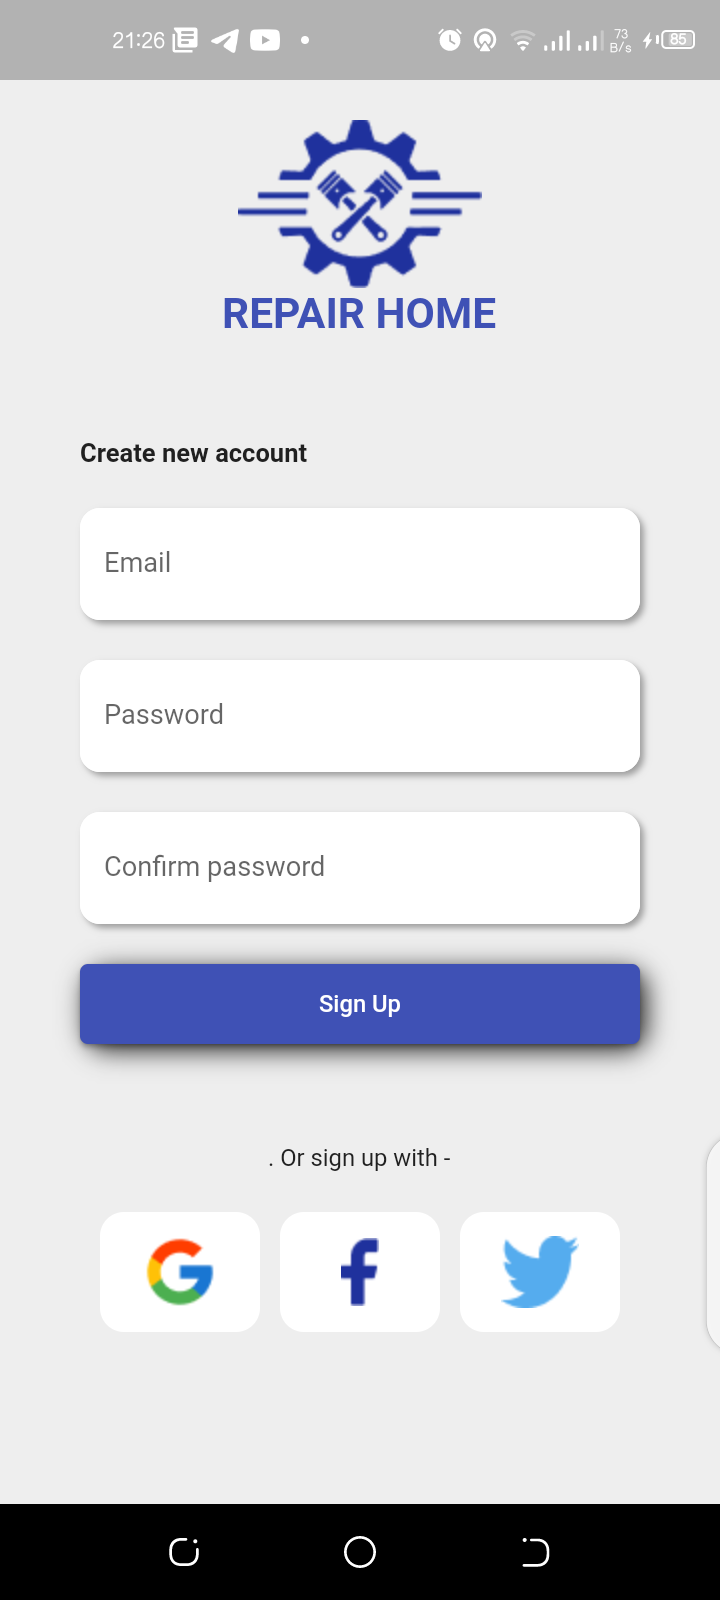 21:26 73 B/s 85
REPAIR HOME
Create new account
Email
Password
Confirm password
Sign Up
. Or sign up with -